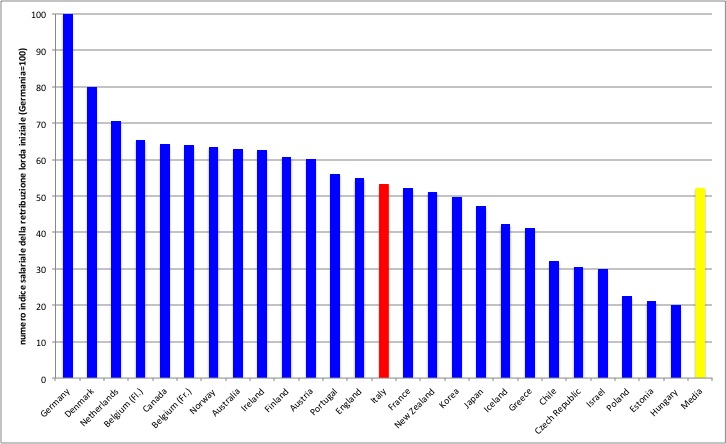 numero indice salariale della retribuzione lorda iniziale (Germania=100)
100
90
80
70
60
50
40
30
20
10
0
Germany
Denmark
Netherlands
Belgium (Fl.)
Canada
Belgium (Fr.)
Norway
Australia
Ireland
Finland
Austria
Portugal
England
Italy
France
New Zealand
Korea
Japan
Iceland
Greece
Chile
Czech Republic
Israel
Poland
Estonia
Hungary
Media